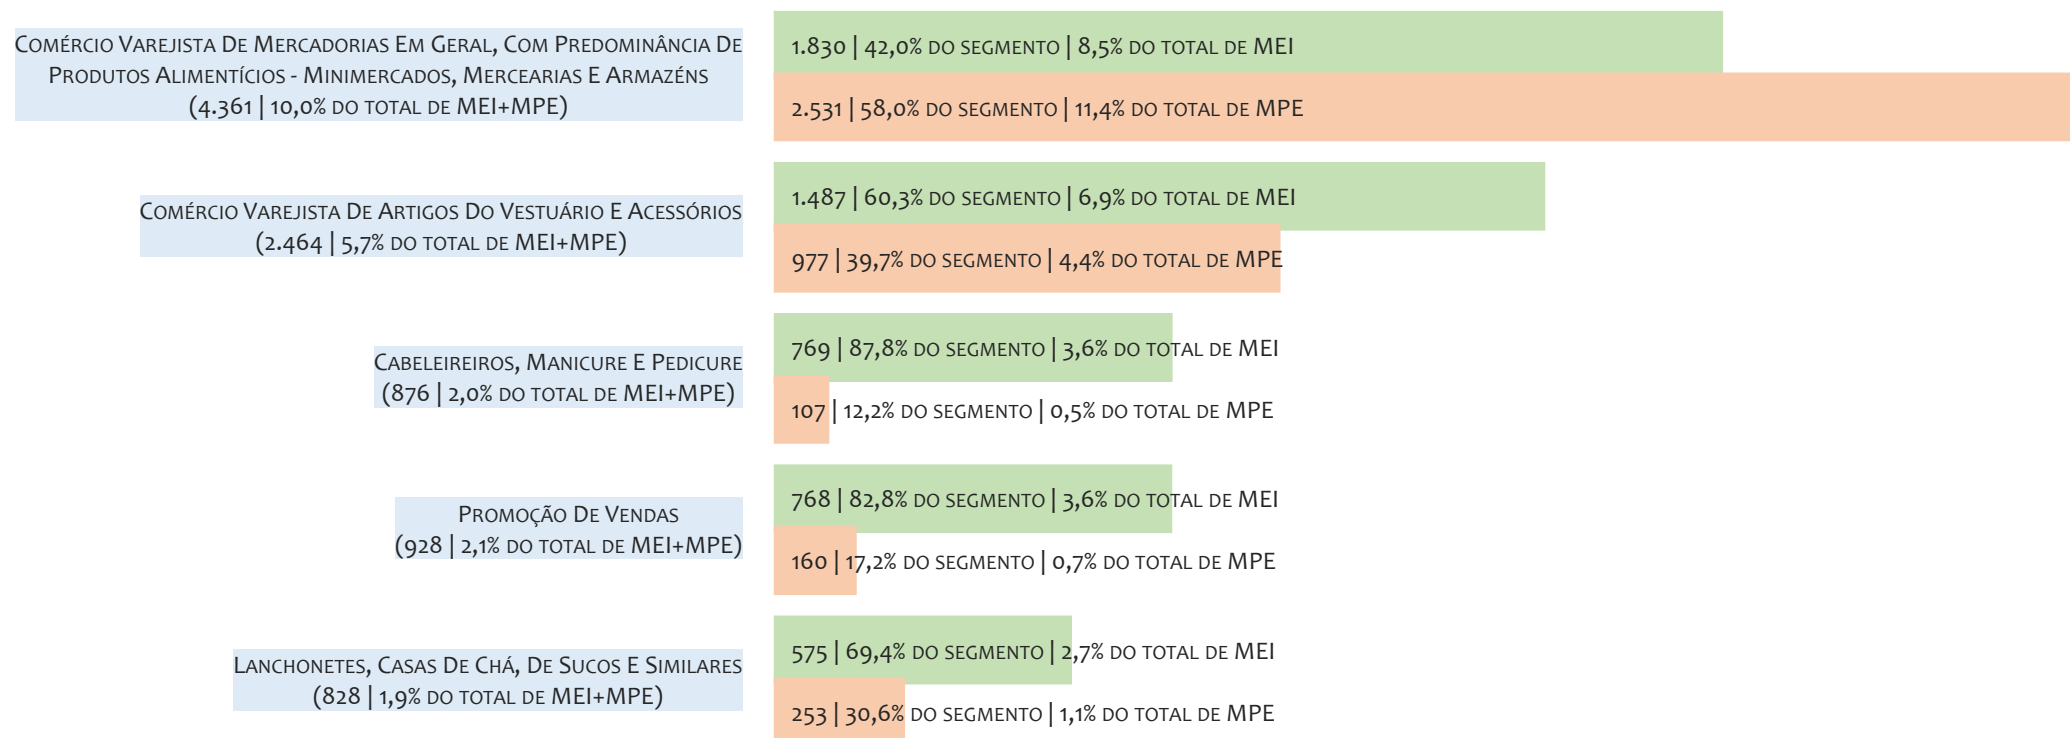 Comércio Varejista De Mercadorias Em Geral, Com Predominância De
Produtos Alimentícios - Minimercados, Mercearias E Armazéns
(4.361 | 10,0% do total de MEI+MPE)
1.830 | 42,0% do segmento | 8,5% do total de MEI
2.531 | 58,0% do segmento | 11,4% do total de MPE
Comércio Varejista De Artigos Do Vestuário E Acessórios
(2.464 | 5,7% do total de MEI+MPE)
1.487 | 60,3% do segmento | 6,9% do total de MEI
977 | 39,7% do segmento | 4,4% do total de MPE
Cabeleireiros, Manicure E Pedicure
(876 | 2,0% do total de MEI+MPE)
769 | 87,8% do segmento | 3,6% do total de MEI
107 | 12,2% do segmento | 0,5% do total de MPE
Promoção De Vendas
(928 | 2,1% do total de MEI+MPE)
768 | 82,8% do segmento | 3,6% do total de MEI
160 | 17,2% do segmento | 0,7% do total de MPE
Lanchonetes, Casas De Chá, De Sucos E Similares
(828 | 1,9% do total de MEI+MPE)
575 | 69,4% do segmento | 2,7% do total de MEI
253 | 30,6% do segmento | 1,1% do total de MPE